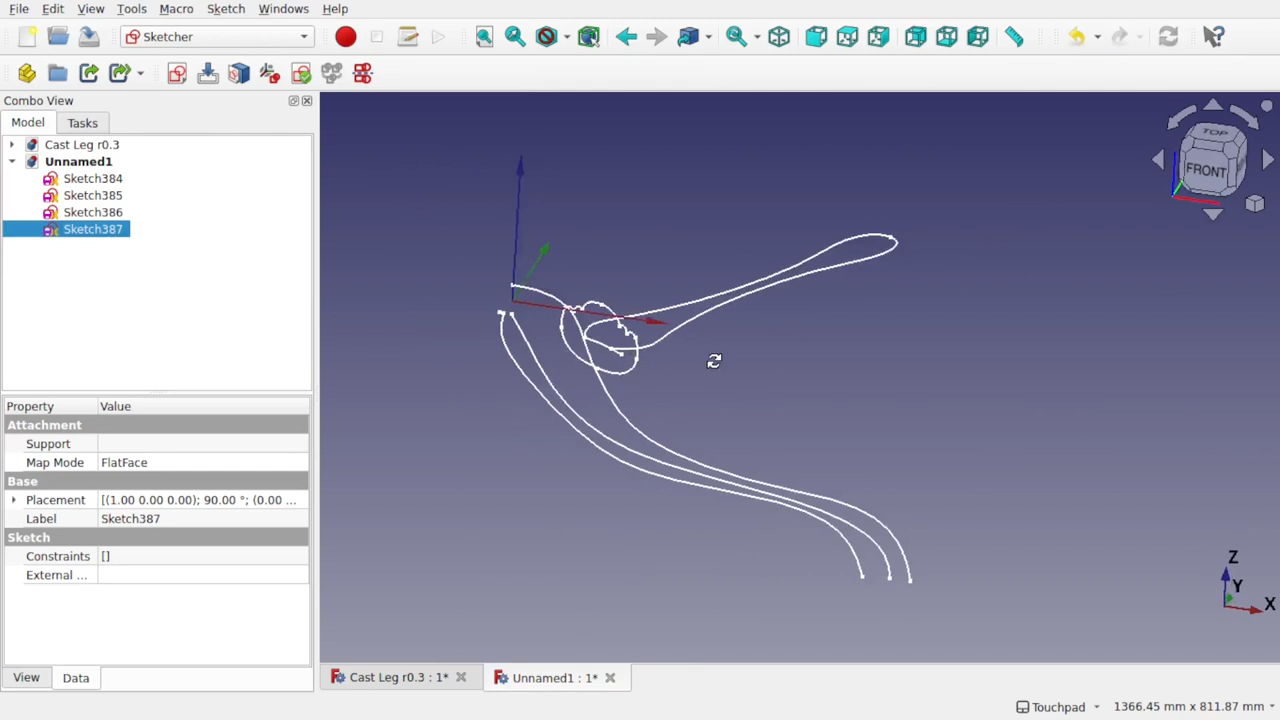 File Edit View Tools Macro Sketch Windows Help
Sketcher
Combo View
Model Tasks
Cast Leg r0.3
Unnamed1
Sketch384
Sketch385
Sketch386
Sketch387
Property Value
Attachment
Support
Map Mode FlatFace
Base
Placement [(1.00 0.00 0.00); 90.00 °; (0.00 ...
Label Sketch387
Sketch
Constraints []
External ...
View Data
TOP
FRONT
Z
Y
X
Cast Leg r0.3 : 1*
Unnamed1 : 1*
Touchpad 1366.45 mm x 811.87 mm